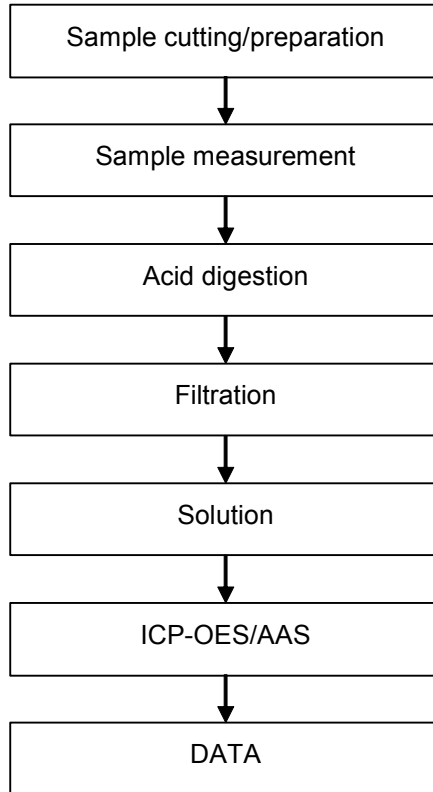 Sample cutting/preparation
Sample measurement
Acid digestion
Filtration
Solution
ICP-OES/AAS
DATA